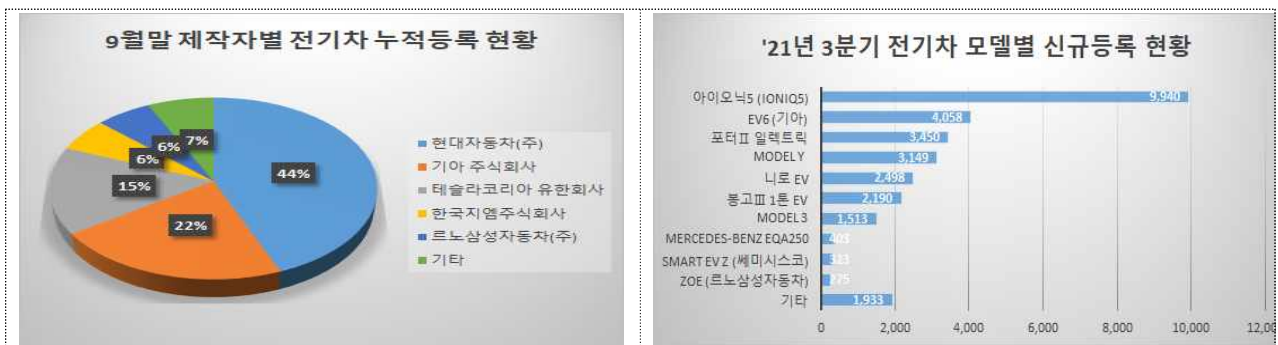 9월말 제작자별 전기차 누적등록 현황
44%
22%
15%
6%
6%
7%
현대자동차(주)
기아 주식회사
테슬라코리아 유한회사
한국지엠주식회사
르노삼성자동차(주)
기타
'21년 3분기 전기차 모델별 신규등록 현황
아이오닉5 (IONIQ5) 9,940
EV6 (기아) 4,058
포터Ⅱ 일렉트릭 3,450
MODEL Y 3,149
니로 EV 2,498
봉고Ⅲ 1톤 EV 2,190
MODEL 3 1,513
MERCEDES-BENZ EQA250 403
SMART EV Z (쎄미시스코) 323
ZOE (르노삼성자동차) 225
기타 1,933
0 2,000 4,000 6,000 8,000 10,000 12,00